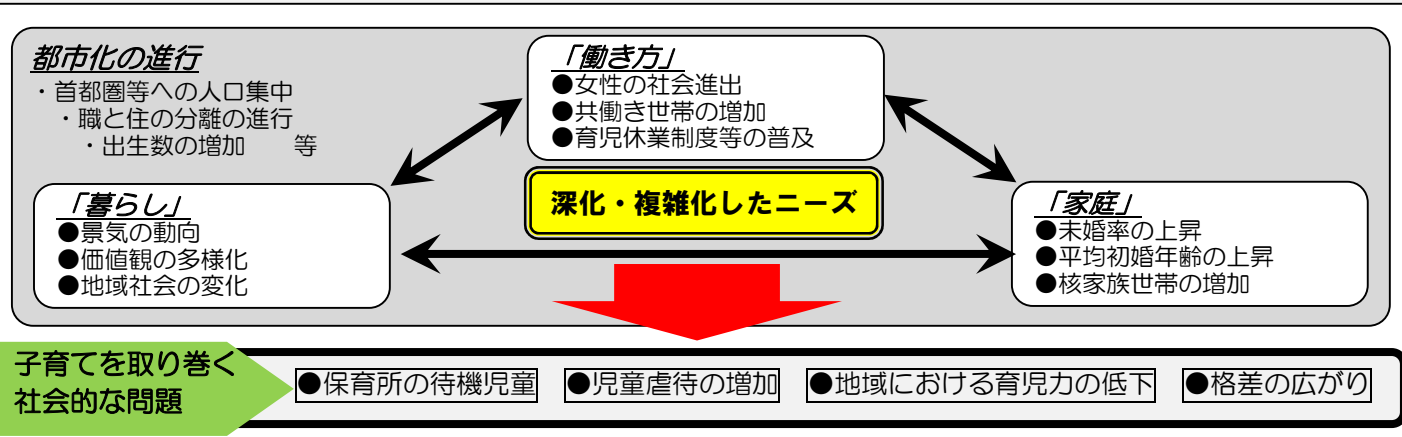 都市化の進行
・首都圏等への人口集中
・職と住の分離の進行
・出生数の増加　　等
「働き方」
●女性の社会進出
●共働き世帯の増加
●育児休業制度等の普及
深化・複雑化したニーズ
「暮らし」
●景気の動向
●価値観の多様化
●地域社会の変化
「家庭」
●未婚率の上昇
●平均初婚年齢の上昇
●核家族世帯の増加
子育てを取り巻く
社会的な問題
●保育所の待機児童
●児童虐待の増加
●地域における育児力の低下
●格差の広がり